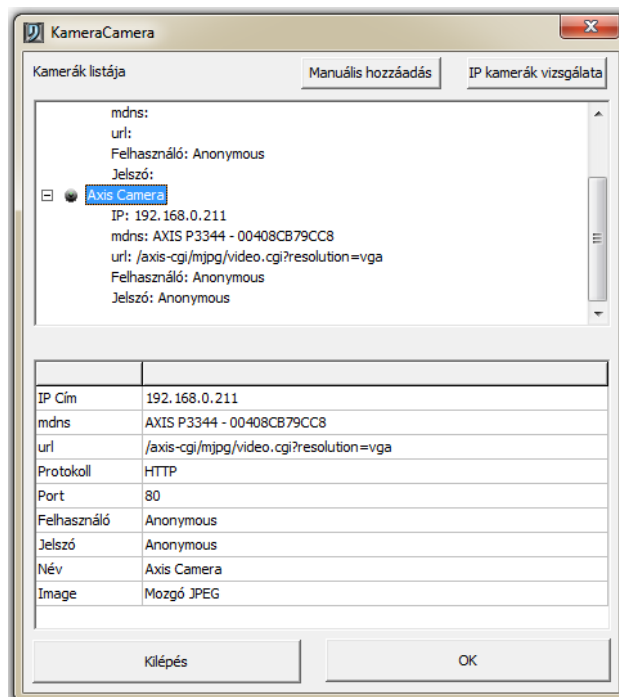 KameraCamera
Kamerák listája Manuális hozzáadás IP kamerák vizsgálata
mdns:
url:
Felhasználó: Anonymous
Jelszó:
Axis Camera
IP: 192.168.0.211
mdns: AXIS P3344 - 00408CB79CC8
url: /axis-cgi/mjpg/video.cgi?resolution=vga
Felhasználó: Anonymous
Jelszó: Anonymous
IP Cím 192.168.0.211
mdns AXIS P3344 - 00408CB79CC8
url /axis-cgi/mjpg/video.cgi?resolution=vga
Protokoll HTTP
Port 80
Felhasználó Anonymous
Jelszó Anonymous
Név Axis Camera
Image Mozgó JPEG
Kilépés OK